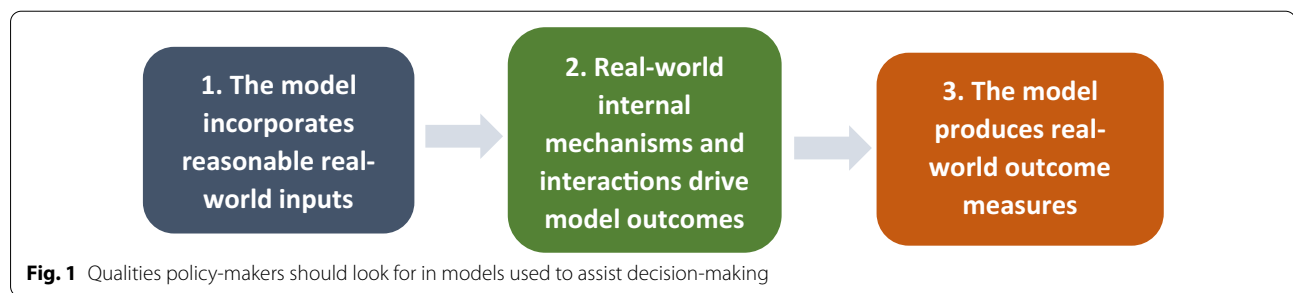 1. The model
incorporates
reasonable real-
world inputs
2. Real-world
internal
mechanisms and
interactions drive
model outcomes
3. The model
produces real-
world outcome
measures
Fig. 1 Qualities policy-makers should look for in models used to assist decision-making